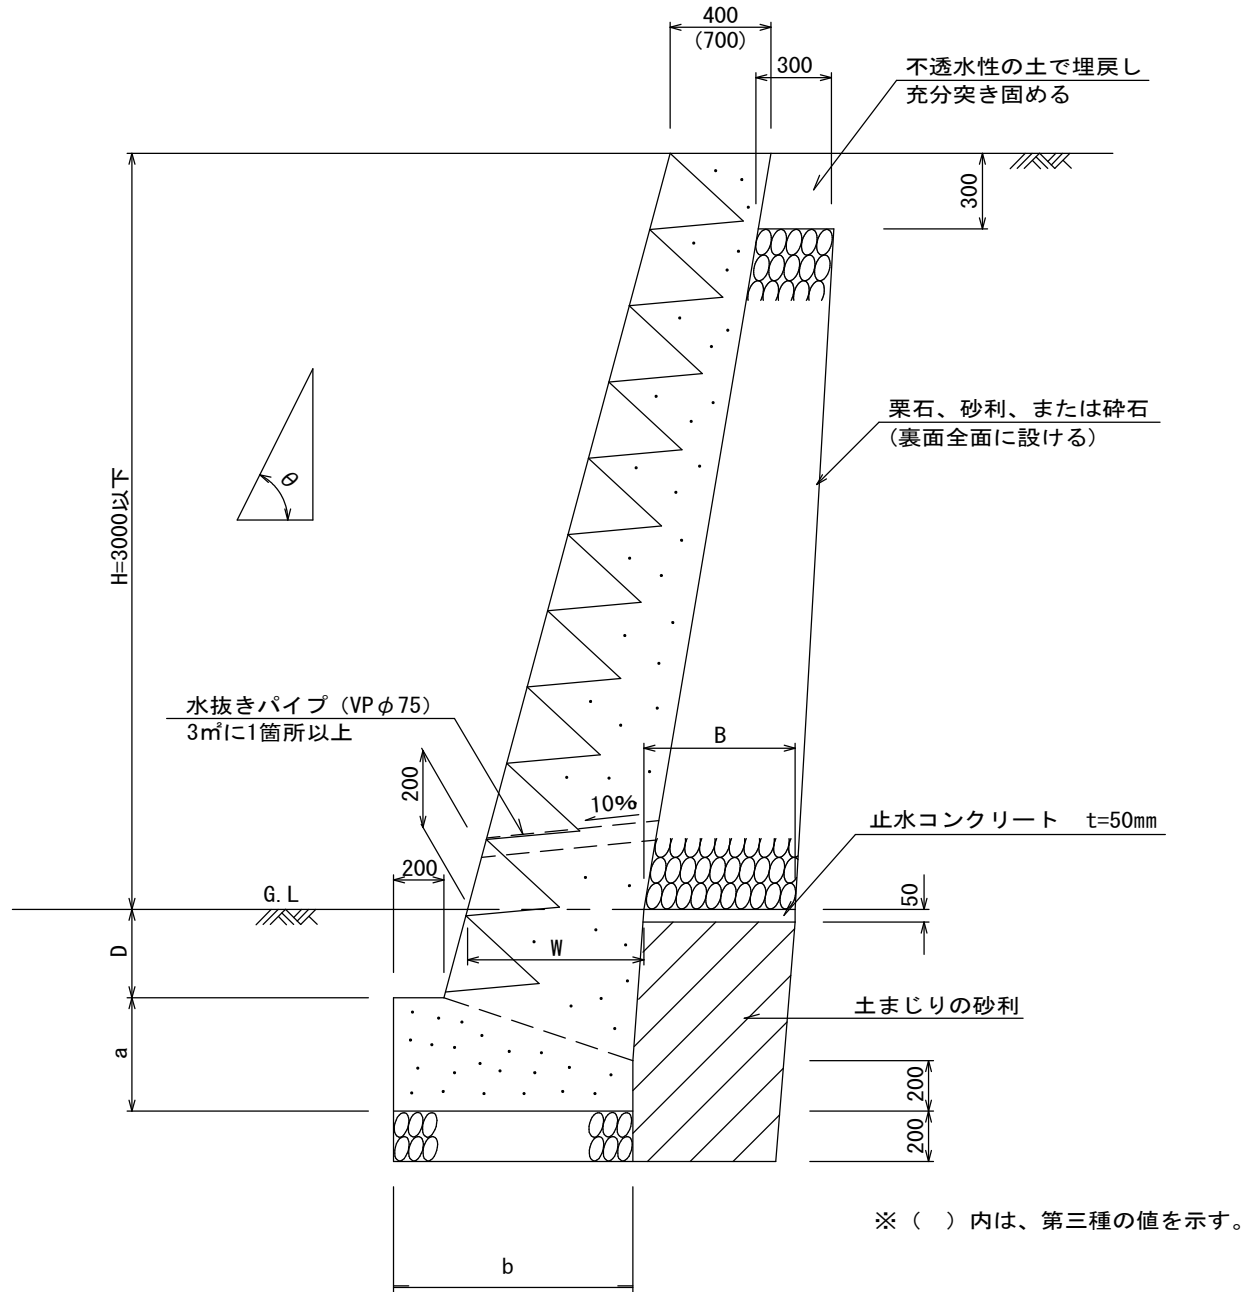 400
(700)
300
不透水性の土で埋戻し
充分突き固める
300
栗石、砂利、または砕石
(裏面全面に設ける)
θ
H=3000以下
水抜きパイプ（VPφ75）
3㎡に1箇所以上
200
10%
B
止水コンクリート　t=50mm
200
G.L
50
D
W
土まじりの砂利
a
200
200
※（　）内は、第三種の値を示す。
b